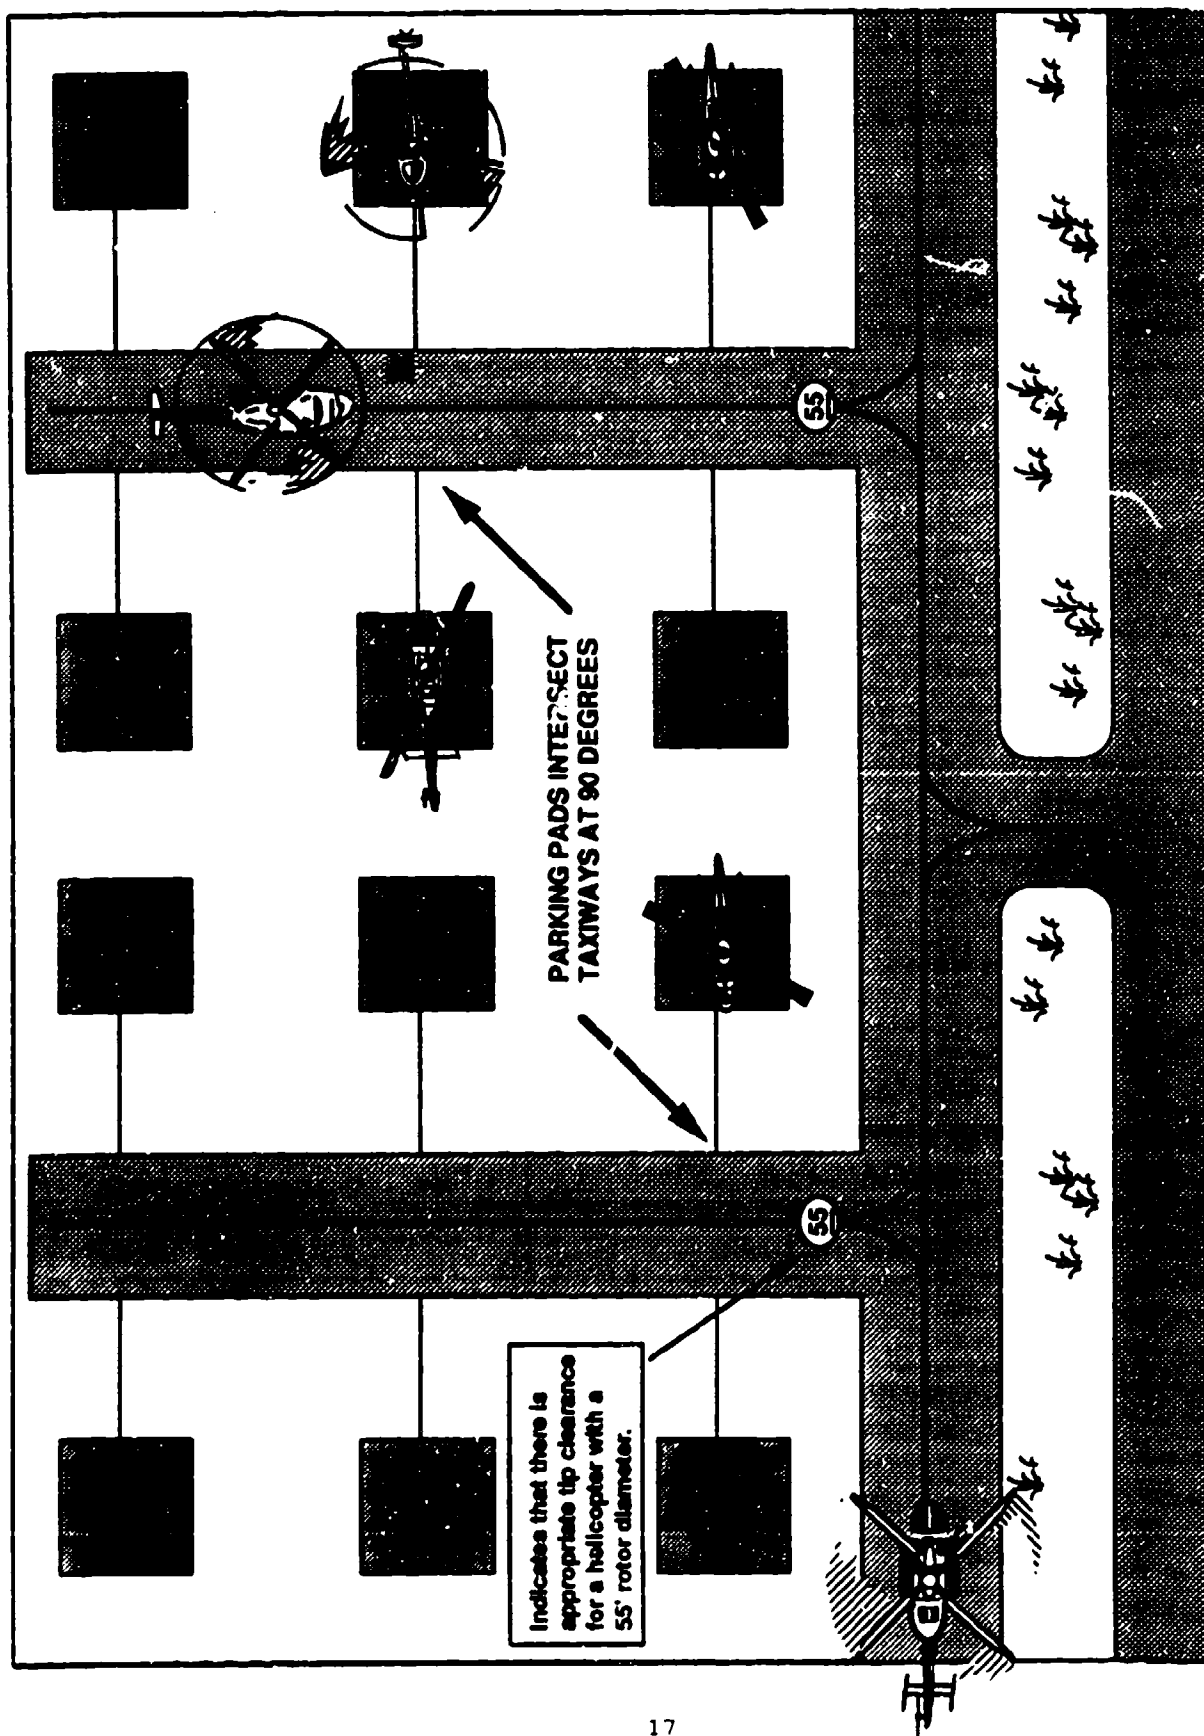 PARKING PADS INTERSECT
TAXIWAYS AT 90 DEGREES
Indicates that there is
appropriate tip clearance
for a helicopter with a
55' rotor diameter.
55
55
17